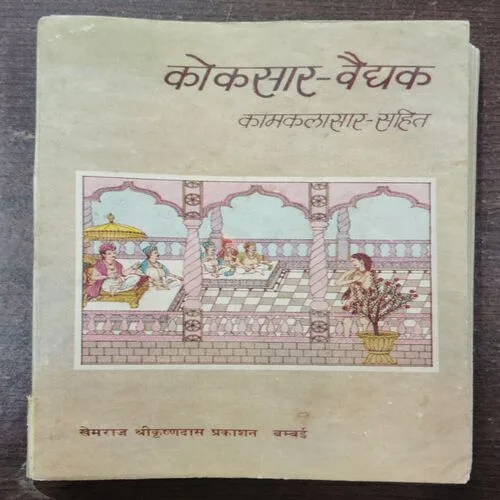 कोकसार-वैद्यक
कामकलासार-सहित
खेमराज श्रीकृष्णदास प्रकाशन बम्बई